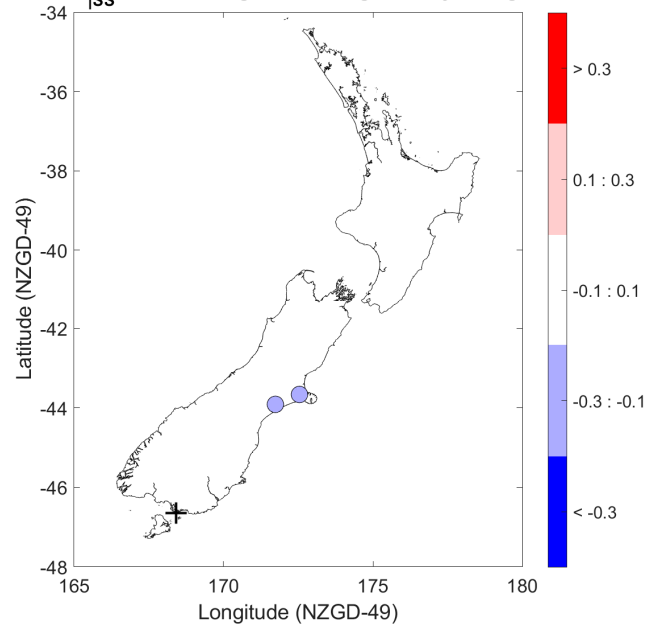 -34
-36
-38
-40
-42
-44
-46
-48
165
170
175
180
Latitude (NZGD-49)
Longitude (NZGD-49)
> 0.3
0.1 : 0.3
-0.1 : 0.1
-0.3 : -0.1
< -0.3